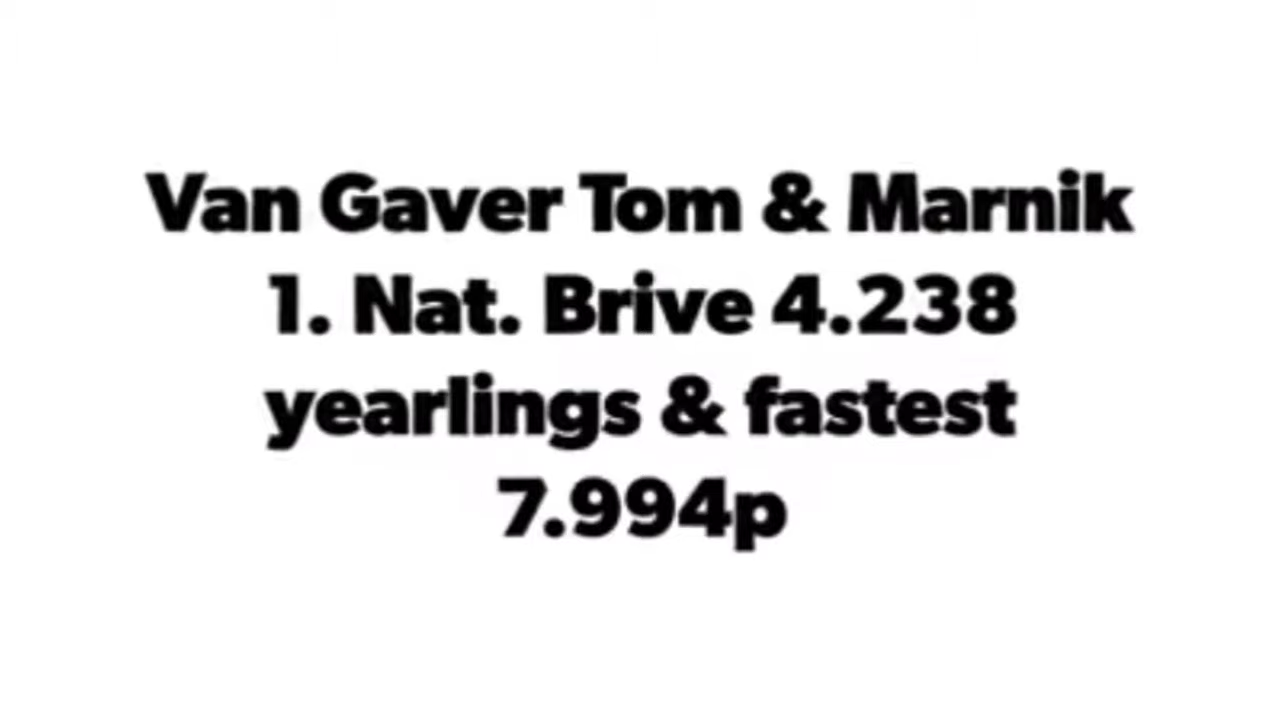 Van Gaver Tom & Marnik
1. Nat. Brive 4.238
yearlings & fastest
7.994p